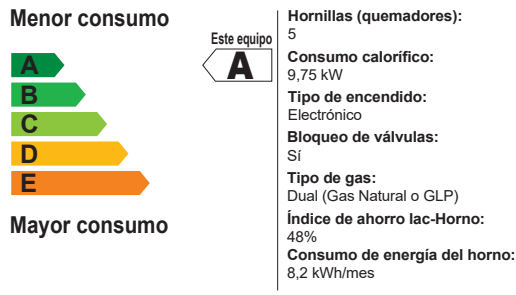 Menor consumo
Este equipo
A
A
B
C
D
E
Mayor consumo
Hornillas (quemadores):
5
Consumo calorífico:
9,75 kW
Tipo de encendido:
Electrónico
Bloqueo de válvulas:
Sí
Tipo de gas:
Dual (Gas Natural o GLP)
Índice de ahorro lac-Horno:
48%
Consumo de energía del horno:
8,2 kWh/mes